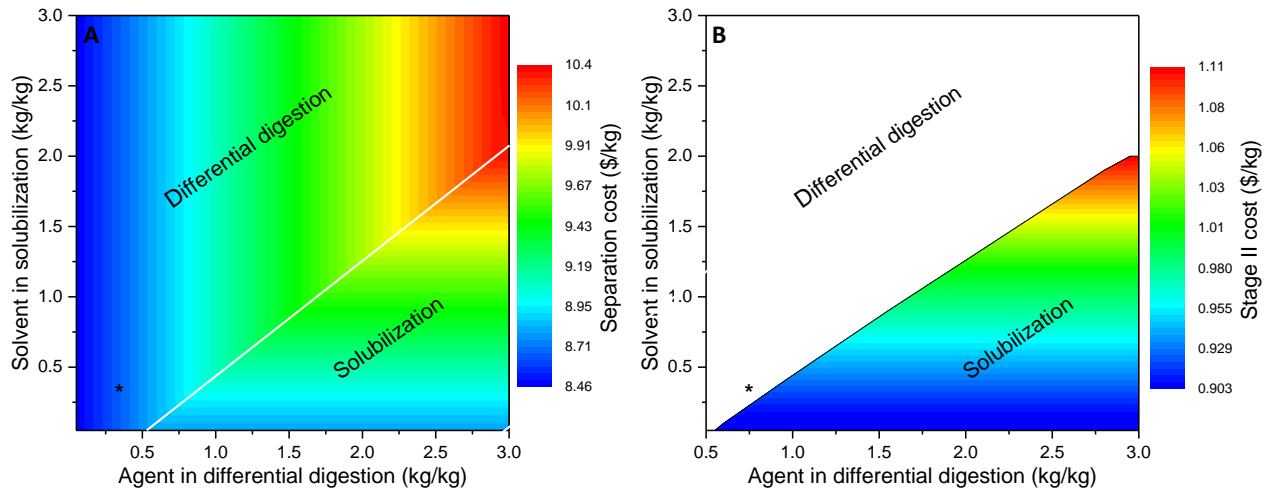 A
3.0
2.5
2.0
1.5
1.0
0.5
Solvent in solubilization (kg/kg)
Differential digestion
Solubilization
*
0.5 1.0 1.5 2.0 2.5 3.0
Agent in differential digestion (kg/kg)
10.4
10.1
9.91
9.67
9.43
9.19
8.95
8.71
8.46
Separation cost ($/kg)
B
3.0
2.5
2.0
1.5
1.0
0.5
Solvent in solubilization (kg/kg)
Differential digestion
Solubilization
*
0.5 1.0 1.5 2.0 2.5 3.0
Agent in differential digestion (kg/kg)
1.11
1.08
1.06
1.03
1.01
0.980
0.955
0.929
0.903
Stage II cost ($/kg)